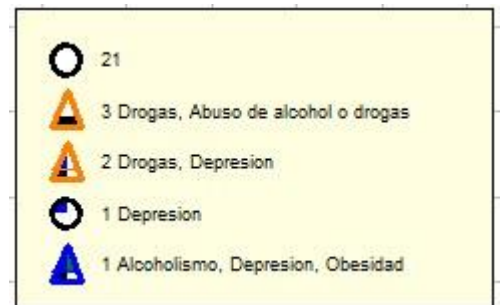 21
3 Drogas, Abuso de alcohol o drogas
2 Drogas, Depresion
1 Depresion
1 Alcoholismo, Depresion, Obesidad